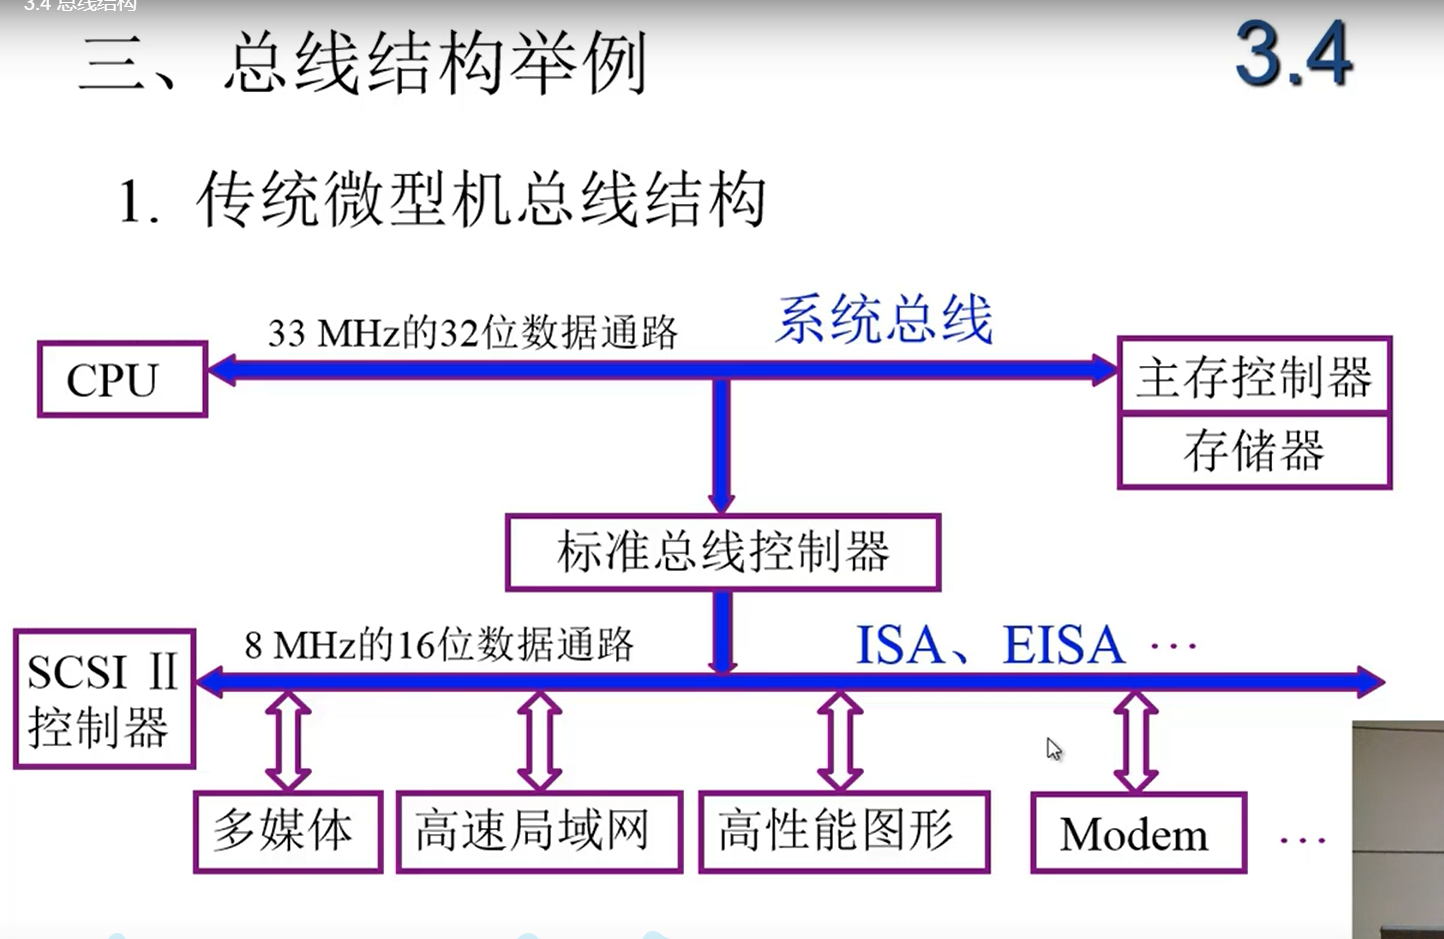 3.4 总线结构
三、总线结构举例
3.4
1. 传统微型机总线结构
33 MHz的32位数据通路
系统总线
CPU
主存控制器
存储器
标准总线控制器
8 MHz的16位数据通路
ISA、EISA …
SCSI Ⅱ
控制器
多媒体
高速局域网
高性能图形
Modem
…